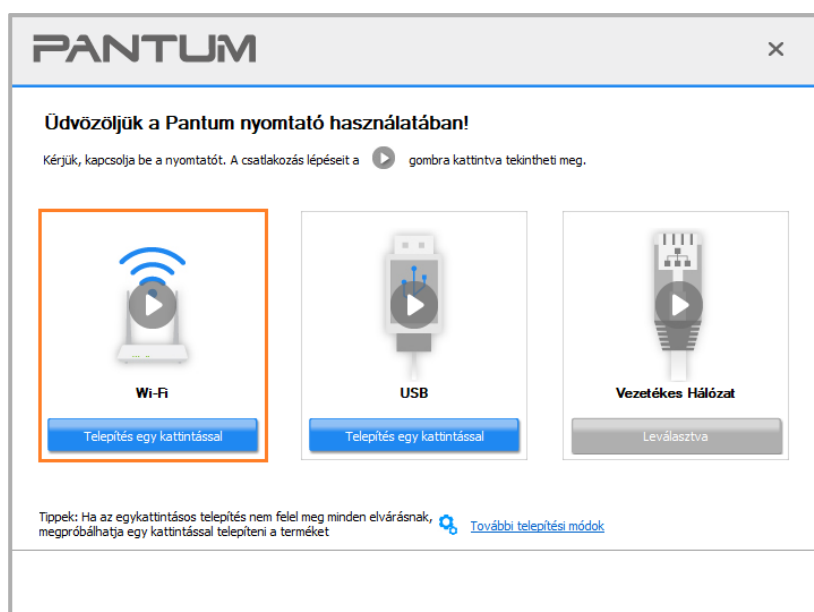 PANTUM
Üdvözöljük a Pantum nyomtató használatában!
Kérjük, kapcsolja be a nyomtatót. A csatlakozás lépéseit a gombra kattintva tekintheti meg.
Wi-Fi
Telepítés egy kattintással
USB
Telepítés egy kattintással
Vezetékes Hálózat
Leválasztva
Tippek: Ha az egykattintásos telepítés nem felel meg minden elvárásnak,
megpróbálhatja egy kattintással telepíteni a terméket
További telepítési módok